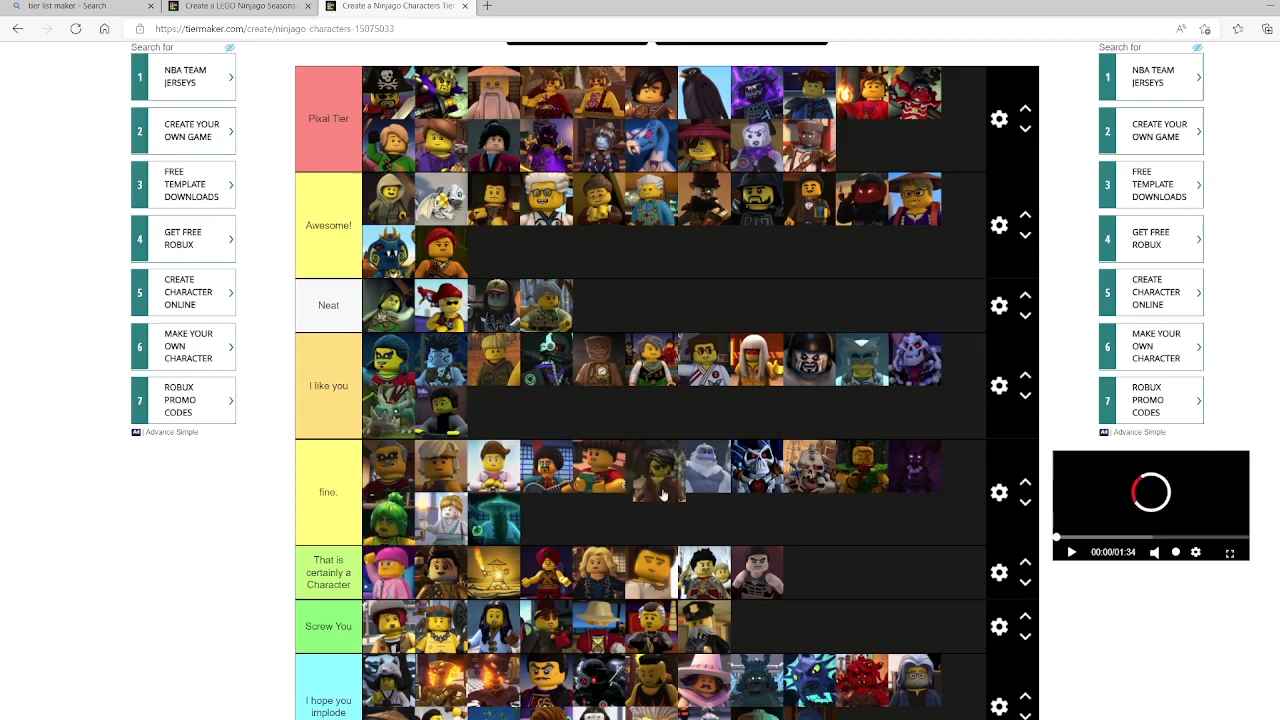 tier list maker - Search
Create a LEGO Ninjago Seasons
Create a Ninjago Characters Tier
https://tiermaker.com/create/ninjago-characters-15075033
Search for
1 NBA TEAM
JERSEYS
2 CREATE YOUR
OWN GAME
3 FREE
TEMPLATE
DOWNLOADS
4 GET FREE
ROBUX
5 CREATE
CHARACTER
ONLINE
6 MAKE YOUR
OWN
CHARACTER
7 ROBUX
PROMO
CODES
Ad | Advance Simple
Pixal Tier
Awesome!
Neat
I like you
fine.
That is
certainly a
Character
Screw You
I hope you
implode
Search for
1 NBA TEAM
JERSEYS
2 CREATE YOUR
OWN GAME
3 FREE
TEMPLATE
DOWNLOADS
4 GET FREE
ROBUX
5 CREATE
CHARACTER
ONLINE
6 MAKE YOUR
OWN
CHARACTER
7 ROBUX
PROMO
CODES
Ad | Advance Simple
00:00/01:34